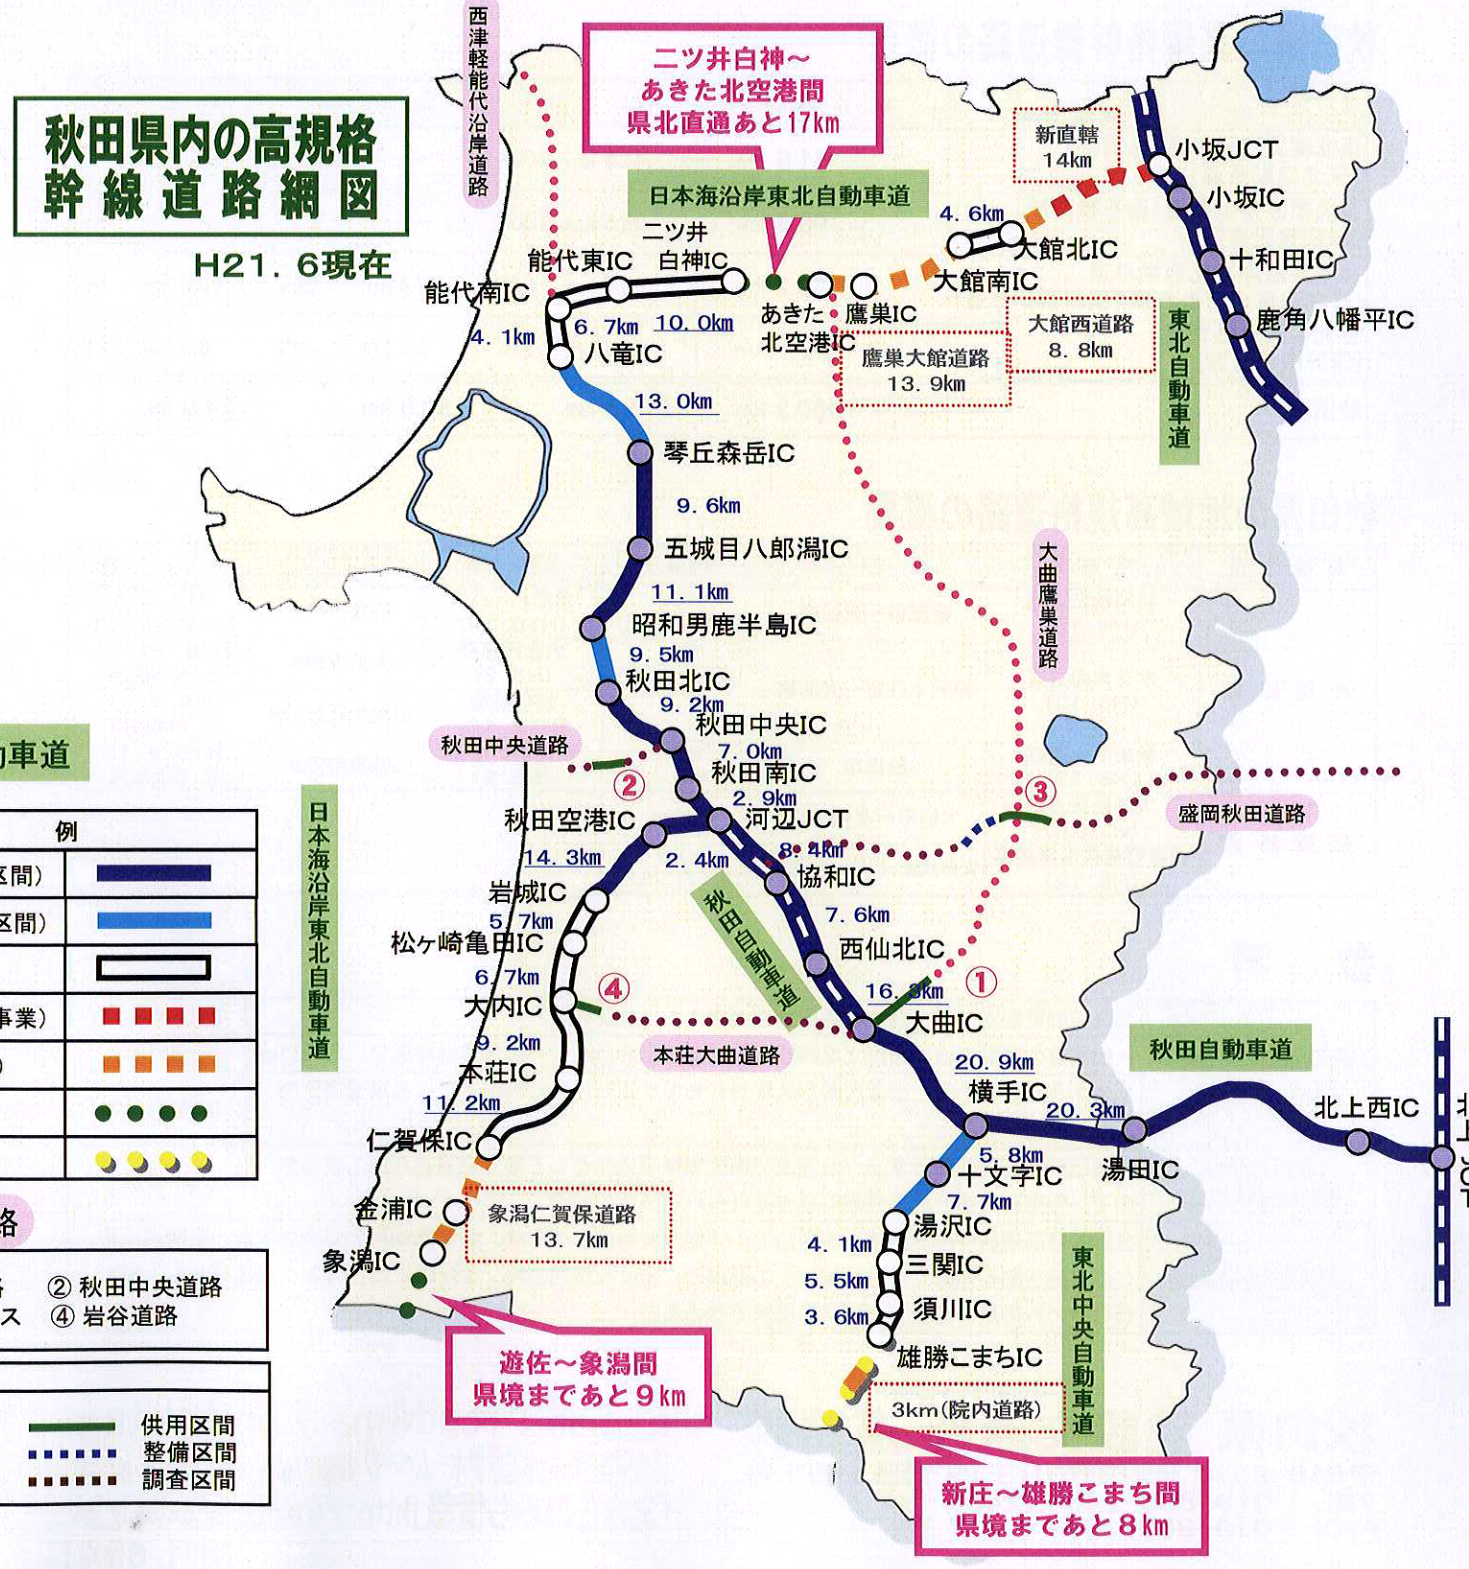 秋田県内の高規格
幹線道路網図
H21. 6現在
西津軽能代沿岸道路
二ツ井白神～
あきた北空港間
県北直通あと17km
日本海沿岸東北自動車道
新直轄
14km
小坂JCT
小坂IC
十和田IC
鹿角八幡平IC
東北自動車道
4. 6km
大館北IC
大館南IC
大館西道路
8. 8km
鷹巣IC
鷹巣大館道路
13. 9km
あきた
北空港IC
二ツ井
白神IC
能代東IC
能代南IC
10. 0km
6. 7km
4. 1km
八竜IC
13. 0km
琴丘森岳IC
9. 6km
五城目八郎潟IC
11. 1km
昭和男鹿半島IC
9. 5km
秋田北IC
9. 2km
秋田中央IC
7. 0km
秋田中央道路
②
秋田南IC
2. 9km
秋田空港IC
河辺JCT
14. 3km
2. 4km
8. 4km
大曲鷹巣道路
③
盛岡秋田道路
岩城IC
協和IC
5. 7km
7. 6km
秋田自動車道
松ヶ崎亀田IC
西仙北IC
6. 7km
④
16. 3km
①
大内IC
大曲IC
9. 2km
本荘大曲道路
本荘IC
11. 2km
仁賀保IC
20. 9km
横手IC
20. 3km
秋田自動車道
北上西IC
北上JCT
湯田IC
5. 8km
十文字IC
7. 7km
湯沢IC
4. 1km
三関IC
5. 5km
須川IC
3. 6km
雄勝こまちIC
東北中央自動車道
3km(院内道路)
新庄～雄勝こまち間
県境まであと8km
金浦IC
象潟仁賀保道路
13. 7km
象潟IC
遊佐～象潟間
県境まであと9km
日本海沿岸東北自動車道
動車道
例
区間)
区間)
事業)
)
路
路 ② 秋田中央道路
ス ④ 岩谷道路
供用区間
整備区間
調査区間